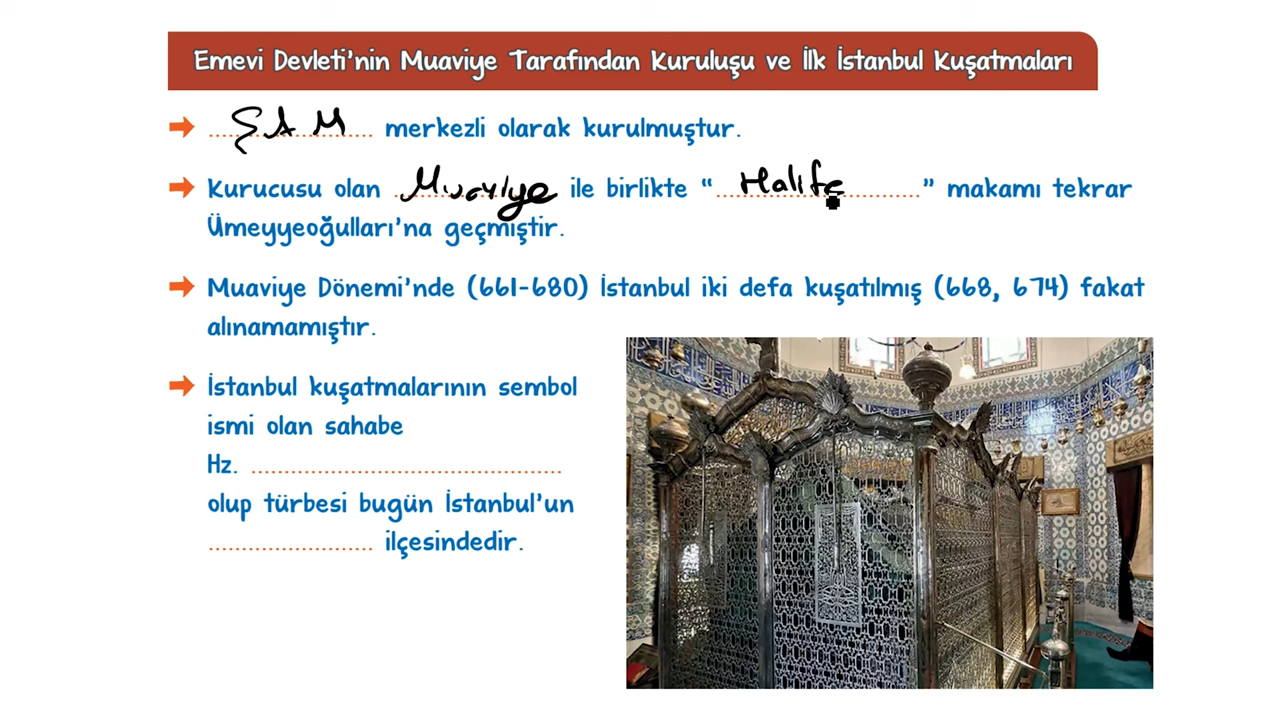 Emevi Devleti'nin Muaviye Tarafından Kuruluşu ve İlk İstanbul Kuşatmaları
ŞAM merkezli olarak kurulmuştur.
Kurucusu olan Muaviye ile birlikte “Halife” makamı tekrar
Ümeyyeoğulları'na geçmiştir.
Muaviye Dönemi'nde (661-680) İstanbul iki defa kuşatılmış (668, 674) fakat
alınamamıştır.
İstanbul kuşatmalarının sembol
ismi olan sahabe
Hz. ...............................................
olup türbesi bugün İstanbul'un
......................... ilçesindedir.